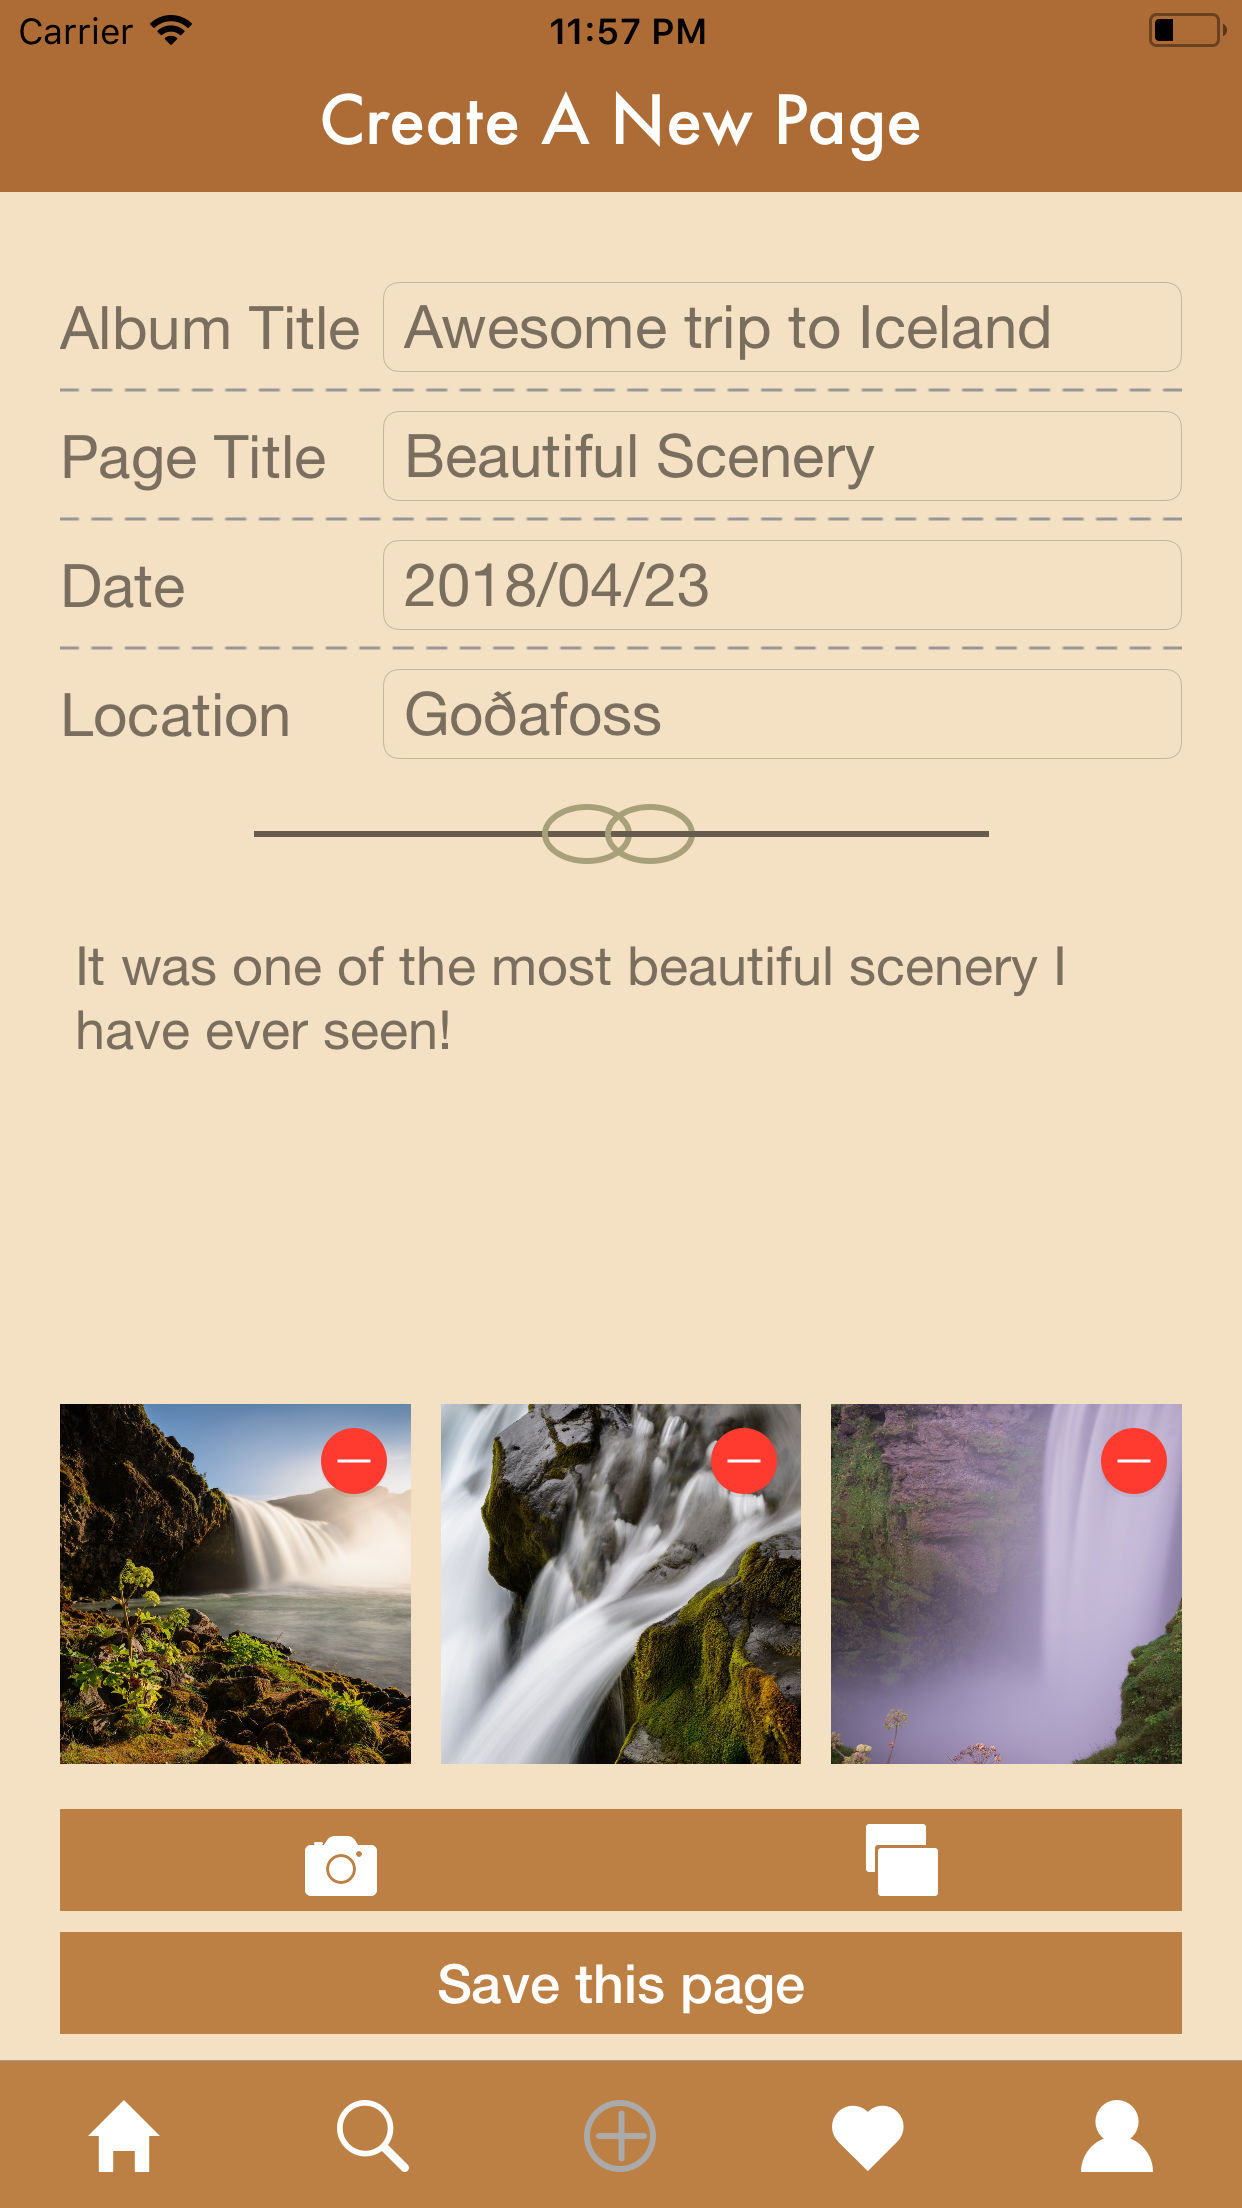 Carrier 11:57 PM
Create A New Page
Album Title Awesome trip to Iceland
Page Title Beautiful Scenery
Date 2018/04/23
Location Goðafoss
It was one of the most beautiful scenery I
have ever seen!
Save this page